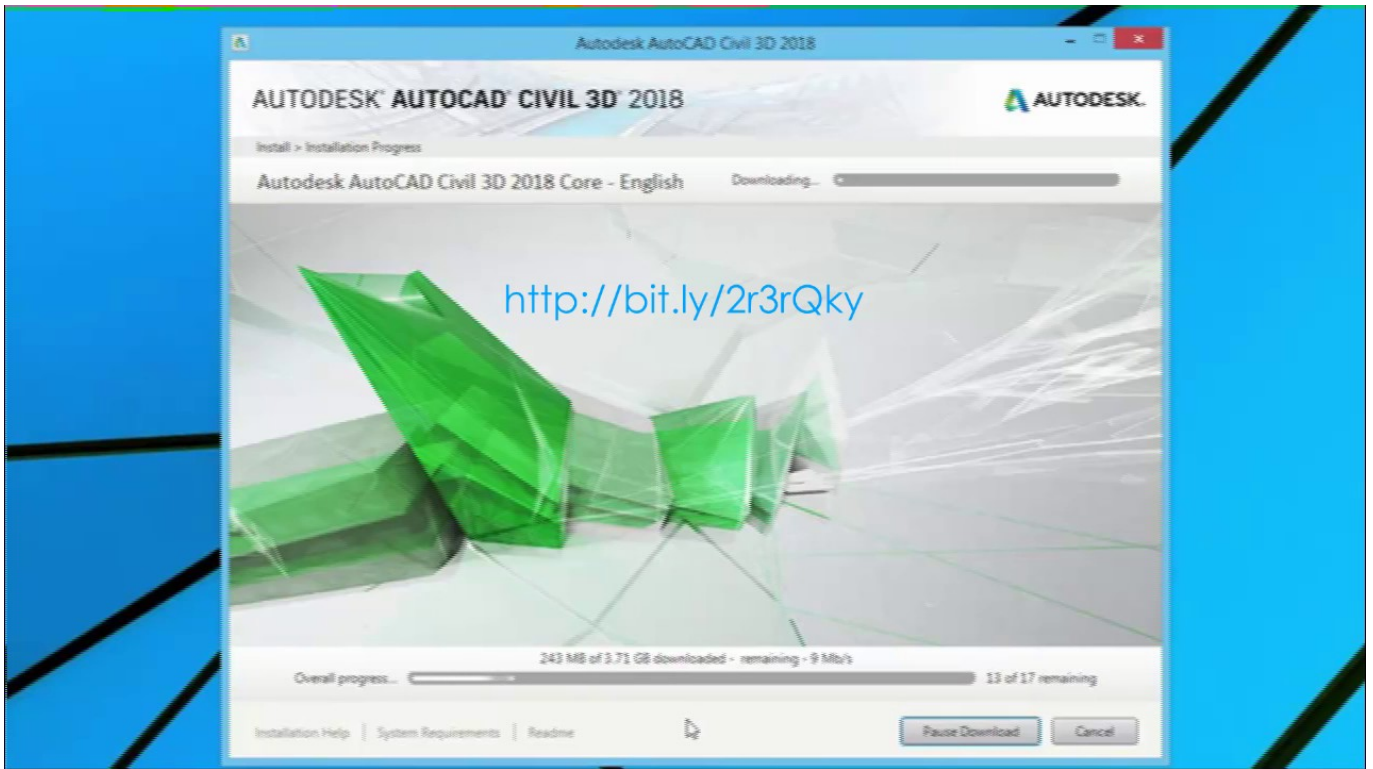 Autodesk AutoCAD Civil 3D 2018
AUTODESK® AUTOCAD® CIVIL 3D® 2018
AUTODESK.
Install > Installation Progress
Autodesk AutoCAD Civil 3D 2018 Core - English
Downloading...
http://bit.ly/2r3rQky
243 MB of 3.71 GB downloaded - remaining - 9 Mb/s
Overall progress...
13 of 17 remaining
Installation Help | System Requirements | Readme
Pause Download
Cancel